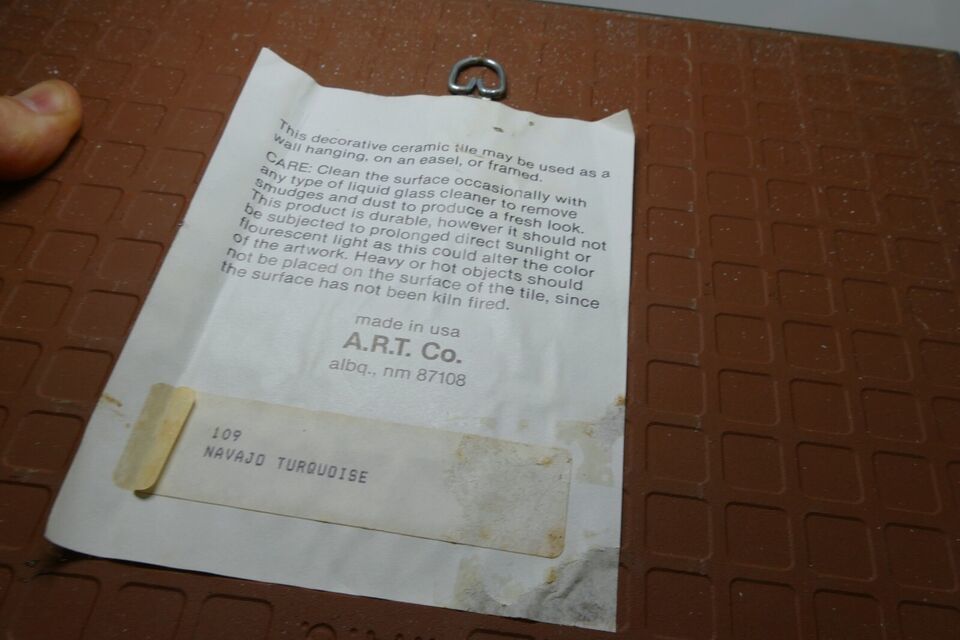 This decorative ceramic tile may be used as a
wall hanging, on an easel, or framed.
CARE: Clean the surface occasionally with
any type of liquid glass cleaner to remove
smudges and dust to produce a fresh look.
This product is durable, however it should not
be subjected to prolonged direct sunlight or
flourescent light as this could alter the color
of the artwork. Heavy or hot objects should
not be placed on the surface of the tile, since
the surface has not been kiln fired.
made in usa
A.R.T. Co.
albq., nm 87108
109
NAVAJO TURQUOISE